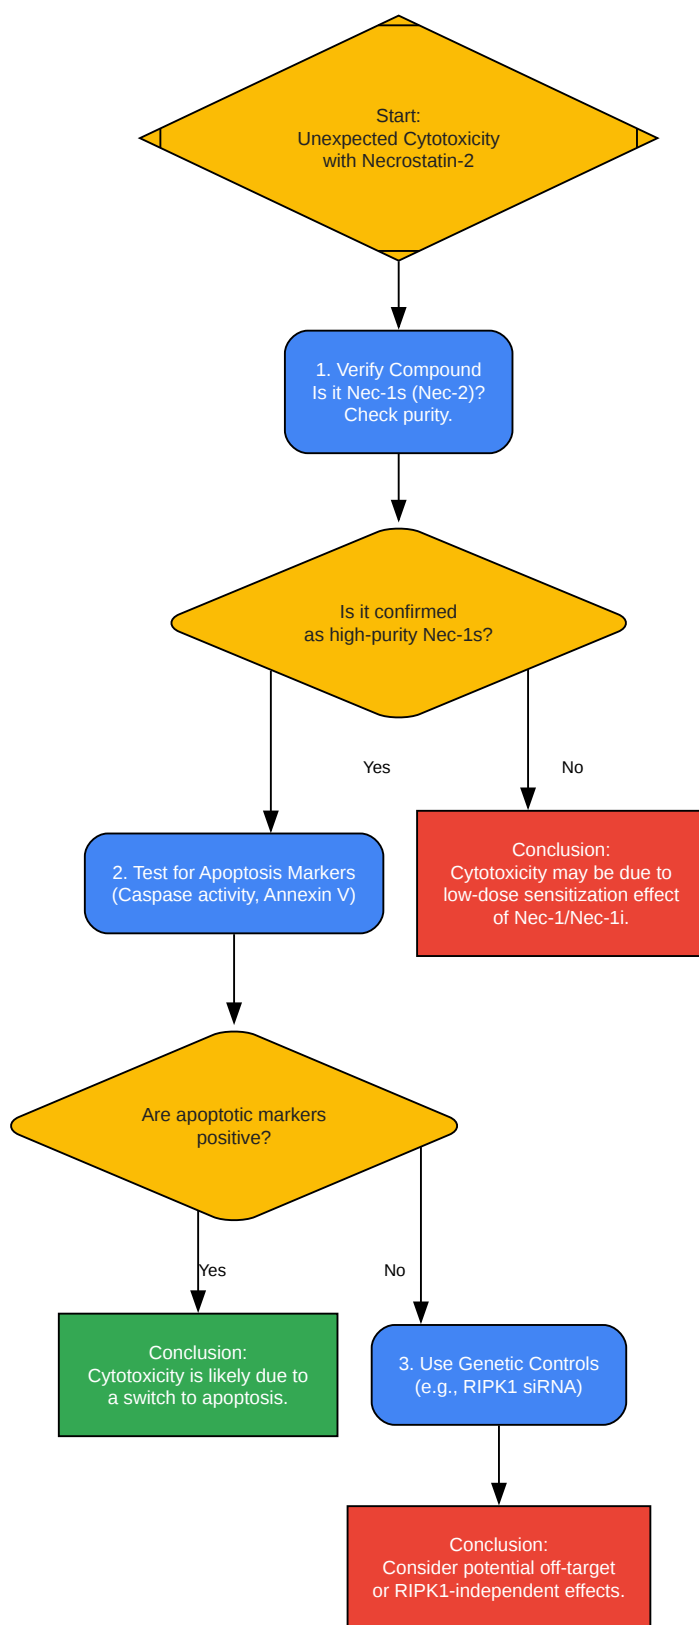 Start:
Unexpected Cytotoxicity
with Necrostatin-2
1. Verify Compound
Is it Nec-1s (Nec-2)?
Check purity.
Is it confirmed
as high-purity Nec-1s?
Yes
No
2. Test for Apoptosis Markers
(Caspase activity, Annexin V)
Conclusion:
Cytotoxicity may be due to
low-dose sensitization effect
of Nec-1/Nec-1i.
Are apoptotic markers
positive?
Yes
No
Conclusion:
Cytotoxicity is likely due to
a switch to apoptosis.
3. Use Genetic Controls
(e.g., RIPK1 siRNA)
Conclusion:
Consider potential off-target
or RIPK1-independent effects.